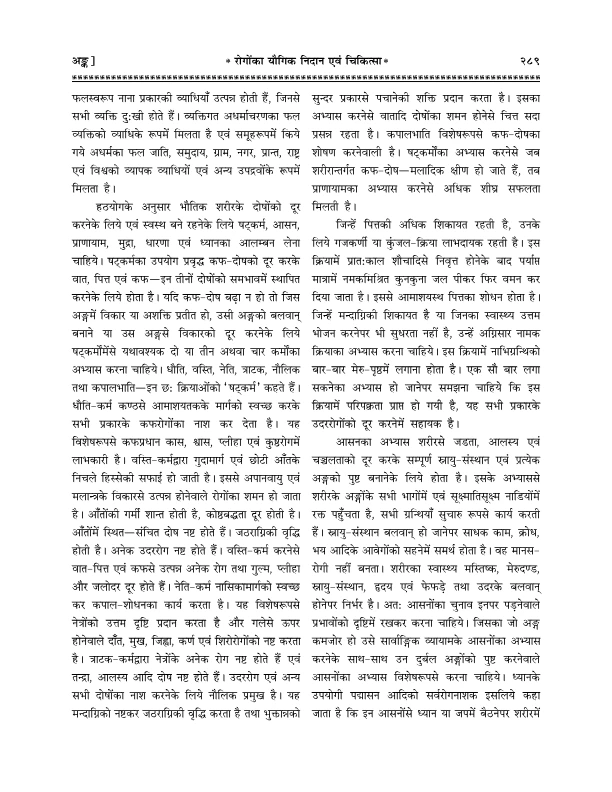 अङ्क ]
* रोगोंका यौगिक निदान एवं चिकित्सा *
२८९
फलस्वरूप नाना प्रकारकी व्याधियाँ उत्पन्न होती हैं, जिनसे
सभी व्यक्ति दु:खी होते हैं। व्यक्तिगत अधर्माचरणका फल
व्यक्तिको व्याधिके रूपमें मिलता है एवं समूहरूपमें किये
गये अधर्मका फल जाति, समुदाय, ग्राम, नगर, प्रान्त, राष्ट्र
एवं विश्वको व्यापक व्याधियों एवं अन्य उपद्रवोंके रूपमें
मिलता है।
हठयोगके अनुसार भौतिक शरीरके दोषोंको दूर
करनेके लिये एवं स्वस्थ बने रहनेके लिये षट्कर्म, आसन,
प्राणायाम, मुद्रा, धारणा एवं ध्यानका आलम्बन लेना
चाहिये। षट्कर्मका उपयोग प्रवृद्ध कफ-दोषको दूर करके
वात, पित्त एवं कफ—इन तीनों दोषोंको समभावमें स्थापित
करनेके लिये होता है। यदि कफ-दोष बढ़ा न हो तो जिस
अङ्गमें विकार या अशक्ति प्रतीत हो, उसी अङ्गको बलवान्
बनाने या उस अङ्गसे विकारको दूर करनेके लिये
षट्कर्मोंमेंसे यथावश्यक दो या तीन अथवा चार कर्मोंका
अभ्यास करना चाहिये। धौति, वस्ति, नेति, त्राटक, नौलिक
तथा कपालभाति—इन छ: क्रियाओंको 'षट्कर्म' कहते हैं।
धौति-कर्म कण्ठसे आमाशयतकके मार्गको स्वच्छ करके
सभी प्रकारके कफरोगोंका नाश कर देता है। यह
विशेषरूपसे कफप्रधान कास, श्वास, प्लीहा एवं कुष्ठरोगमें
लाभकारी है। वस्ति-कर्मद्वारा गुदामार्ग एवं छोटी आँतके
निचले हिस्सेकी सफाई हो जाती है। इससे अपानवायु एवं
मलान्त्रके विकारसे उत्पन्न होनेवाले रोगोंका शमन हो जाता
है। आँतोंकी गर्मी शान्त होती है, कोष्ठबद्धता दूर होती है।
आँतोंमें स्थित—संचित दोष नष्ट होते हैं। जठराग्निकी वृद्धि
होती है। अनेक उदररोग नष्ट होते हैं। वस्ति-कर्म करनेसे
वात-पित्त एवं कफसे उत्पन्न अनेक रोग तथा गुल्म, प्लीहा
और जलोदर दूर होते हैं। नेति-कर्म नासिकामार्गको स्वच्छ
कर कपाल-शोधनका कार्य करता है। यह विशेषरूपसे
नेत्रोंको उत्तम दृष्टि प्रदान करता है और गलेसे ऊपर
होनेवाले दाँत, मुख, जिह्वा, कर्ण एवं शिरोरोगोंको नष्ट करता
है। त्राटक-कर्मद्वारा नेत्रोंके अनेक रोग नष्ट होते हैं एवं
तन्द्रा, आलस्य आदि दोष नष्ट होते हैं। उदररोग एवं अन्य
सभी दोषोंका नाश करनेके लिये नौलिक प्रमुख है। यह
मन्दाग्निको नष्टकर जठराग्निकी वृद्धि करता है तथा भुक्तान्नको
सुन्दर प्रकारसे पचानेकी शक्ति प्रदान करता है। इसका
अभ्यास करनेसे वातादि दोषोंका शमन होनेसे चित्त सदा
प्रसन्न रहता है। कपालभाति विशेषरूपसे कफ-दोषका
शोषण करनेवाली है। षट्कर्मोंका अभ्यास करनेसे जब
शरीरान्तर्गत कफ-दोष—मलादिक क्षीण हो जाते हैं, तब
प्राणायामका अभ्यास करनेसे अधिक शीघ्र सफलता
मिलती है।
जिन्हें पित्तकी अधिक शिकायत रहती है, उनके
लिये गजकर्णी या कुंजल-क्रिया लाभदायक रहती है। इस
क्रियामें प्रात:काल शौचादिसे निवृत्त होनेके बाद पर्याप्त
मात्रामें नमकमिश्रित कुनकुना जल पीकर फिर वमन कर
दिया जाता है। इससे आमाशयस्थ पित्तका शोधन होता है।
जिन्हें मन्दाग्निकी शिकायत है या जिनका स्वास्थ्य उत्तम
भोजन करनेपर भी सुधरता नहीं है, उन्हें अग्निसार नामक
क्रियाका अभ्यास करना चाहिये। इस क्रियामें नाभिग्रन्थिको
बार-बार मेरु-पृष्ठमें लगाना होता है। एक सौ बार लगा
सकनेका अभ्यास हो जानेपर समझना चाहिये कि इस
क्रियामें परिपक्वता प्राप्त हो गयी है, यह सभी प्रकारके
उदररोगोंको दूर करनेमें सहायक है।
आसनका अभ्यास शरीरसे जडता, आलस्य एवं
चञ्चलताको दूर करके सम्पूर्ण स्नायु-संस्थान एवं प्रत्येक
अङ्गको पुष्ट बनानेके लिये होता है। इसके अभ्याससे
शरीरके अङ्गोंके सभी भागोंमें एवं सूक्ष्मातिसूक्ष्म नाडियोंमें
रक्त पहुँचता है, सभी ग्रन्थियाँ सुचारु रूपसे कार्य करती
हैं। स्नायु-संस्थान बलवान् हो जानेपर साधक काम, क्रोध,
भय आदिके आवेगोंको सहनेमें समर्थ होता है। वह मानस-
रोगी नहीं बनता। शरीरका स्वास्थ्य मस्तिष्क, मेरुदण्ड,
स्नायु-संस्थान, हृदय एवं फेफड़े तथा उदरके बलवान्
होनेपर निर्भर है। अत: आसनोंका चुनाव इनपर पड़नेवाले
प्रभावोंको दृष्टिमें रखकर करना चाहिये। जिसका जो अङ्ग
कमजोर हो उसे सार्वाङ्गिक व्यायामके आसनोंका अभ्यास
करनेके साथ-साथ उन दुर्बल अङ्गोंको पुष्ट करनेवाले
आसनोंका अभ्यास विशेषरूपसे करना चाहिये। ध्यानके
उपयोगी पद्मासन आदिको सर्वरोगनाशक इसलिये कहा
जाता है कि इन आसनोंसे ध्यान या जपमें बैठनेपर शरीरमें